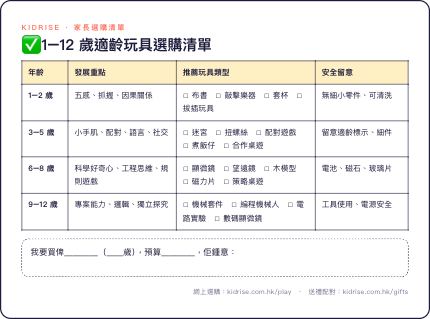 KIDRISE · 家長選購清單
✅1–12 歲適齡玩具選購清單
年齡 發展重點 推薦玩具類型 安全留意
1–2 歲 五感、抓握、因果關係 □ 布書 □ 敲擊樂器 □ 套杯 □ 無細小零件、可清洗
拔插玩具
3–5 歲 小手肌、配對、語言、社交 □ 迷宮 □ 扭螺絲 □ 配對遊戲 留意適齡標示、細件
□ 煮飯仔 □ 合作桌遊
6–8 歲 科學好奇心、工程思維、規 □ 顯微鏡 □ 望遠鏡 □ 木模型 電池、磁石、玻璃片
則遊戲 □ 磁力片 □ 策略桌遊
9–12 歲 專案能力、邏輯、獨立探究 □ 機械套件 □ 編程機械人 □ 電 工具使用、電源安全
路實驗 □ 數碼顯微鏡
我要買俾________（____歲），預算________，佢鍾意：
網上選購：kidrise.com.hk/play · 送禮配對：kidrise.com.hk/gifts